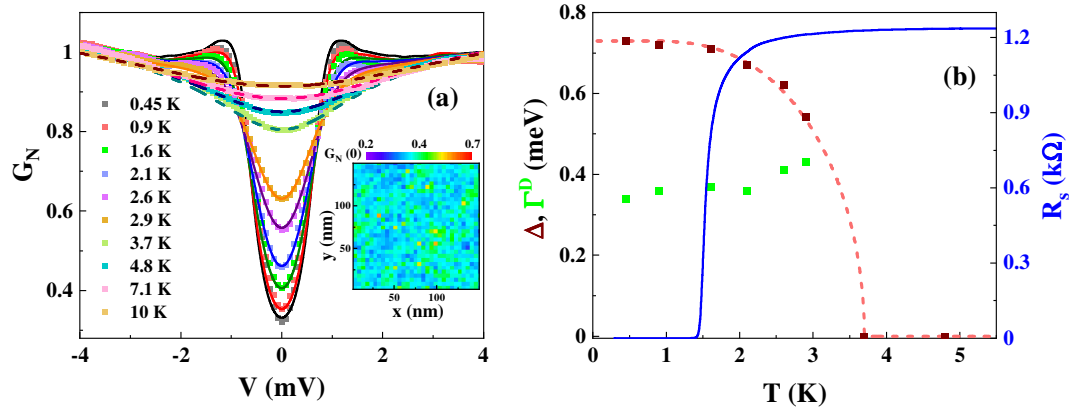 (a)
G_N
1
0.8
0.6
0.4
-4 -2 0 2 4
V (mV)
0.45 K
0.9 K
1.6 K
2.1 K
2.6 K
2.9 K
3.7 K
4.8 K
7.1 K
10 K
0.2 0.4 0.7
G_N (0)
y (nm)
150
100
50
50 100
x (nm)
(b)
Δ, Γ^D (meV)
0.8
0.6
0.4
0.2
0.0
0 1 2 3 4 5
T (K)
1.2
0.9
0.6
0.3
0
R_s (kΩ)